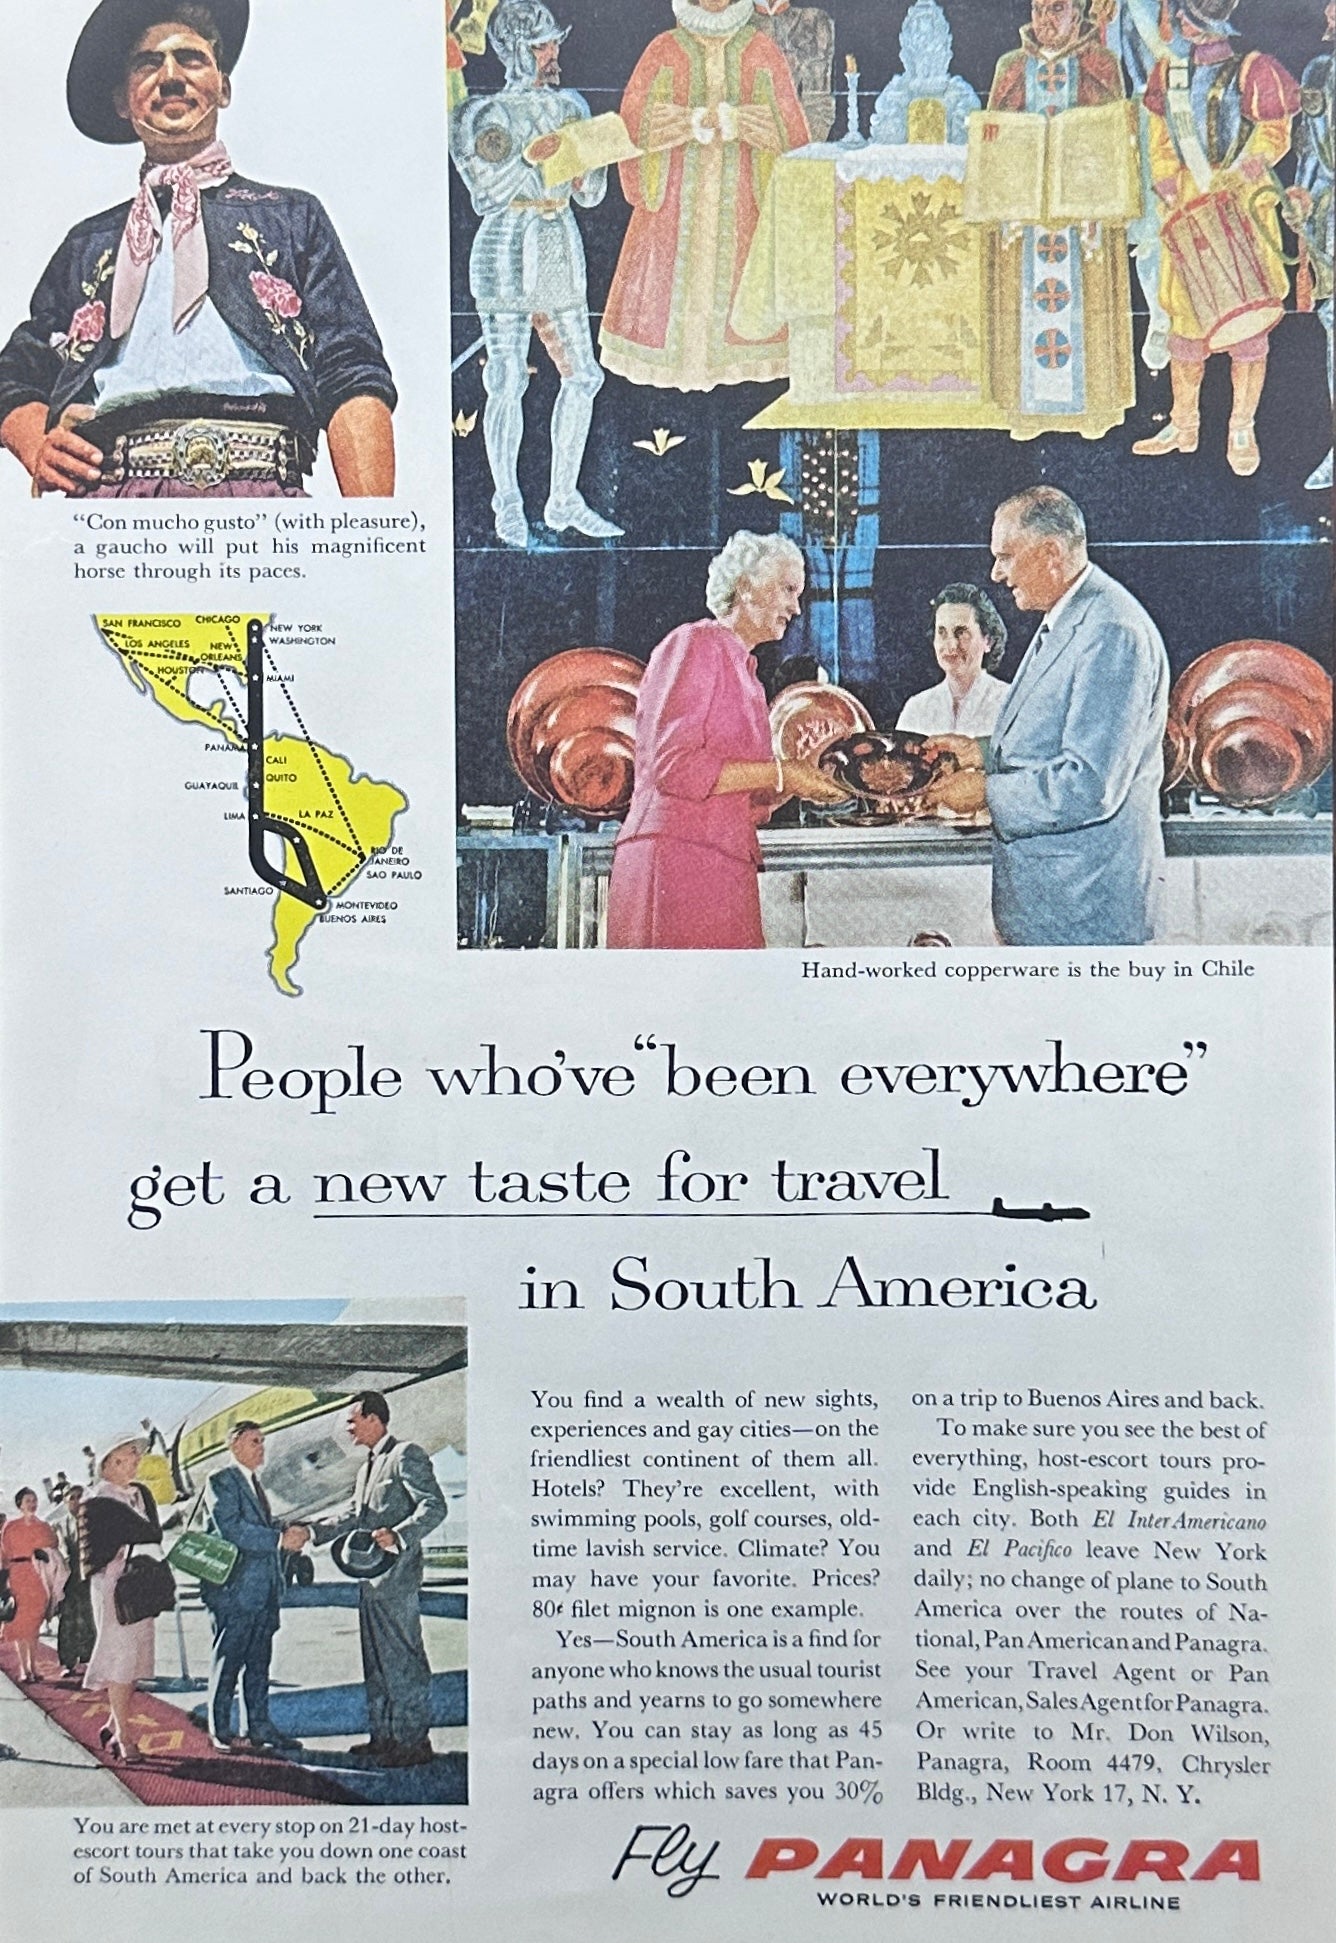 “Con mucho gusto” (with pleasure),
a gaucho will put his magnificent
horse through its paces.
SAN FRANCISCO
CHICAGO
NEW YORK
WASHINGTON
LOS ANGELES
NEW
ORLEANS
HOUSTON
MIAMI
PANAMA
CALI
QUITO
GUAYAQUIL
LIMA
LA PAZ
RIO DE
JANEIRO
SAO PAULO
SANTIAGO
MONTEVIDEO
BUENOS AIRES
Hand-worked copperware is the buy in Chile
People who’ve “been everywhere”
get a new taste for travel
in South America
You are met at every stop on 21-day host-
escort tours that take you down one coast
of South America and back the other.
You find a wealth of new sights,
experiences and gay cities—on the
friendliest continent of them all.
Hotels? They’re excellent, with
swimming pools, golf courses, old-
time lavish service. Climate? You
may have your favorite. Prices?
80¢ filet mignon is one example.
Yes—South America is a find for
anyone who knows the usual tourist
paths and yearns to go somewhere
new. You can stay as long as 45
days on a special low fare that Pan-
agra offers which saves you 30%
on a trip to Buenos Aires and back.
To make sure you see the best of
everything, host-escort tours pro-
vide English-speaking guides in
each city. Both El InterAmericano
and El Pacifico leave New York
daily; no change of plane to South
America over the routes of Na-
tional, Pan American and Panagra.
See your Travel Agent or Pan
American, Sales Agent for Panagra.
Or write to Mr. Don Wilson,
Panagra, Room 4479, Chrysler
Bldg., New York 17, N. Y.
Fly PANAGRA
WORLD’S FRIENDLIEST AIRLINE